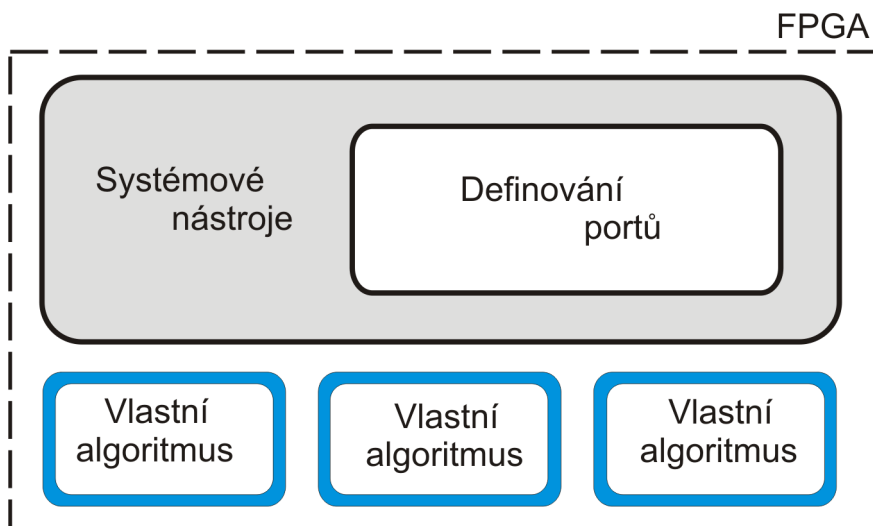 FPGA
Systémové
nástroje
Definování
portů
Vlastní
algoritmus
Vlastní
algoritmus
Vlastní
algoritmus